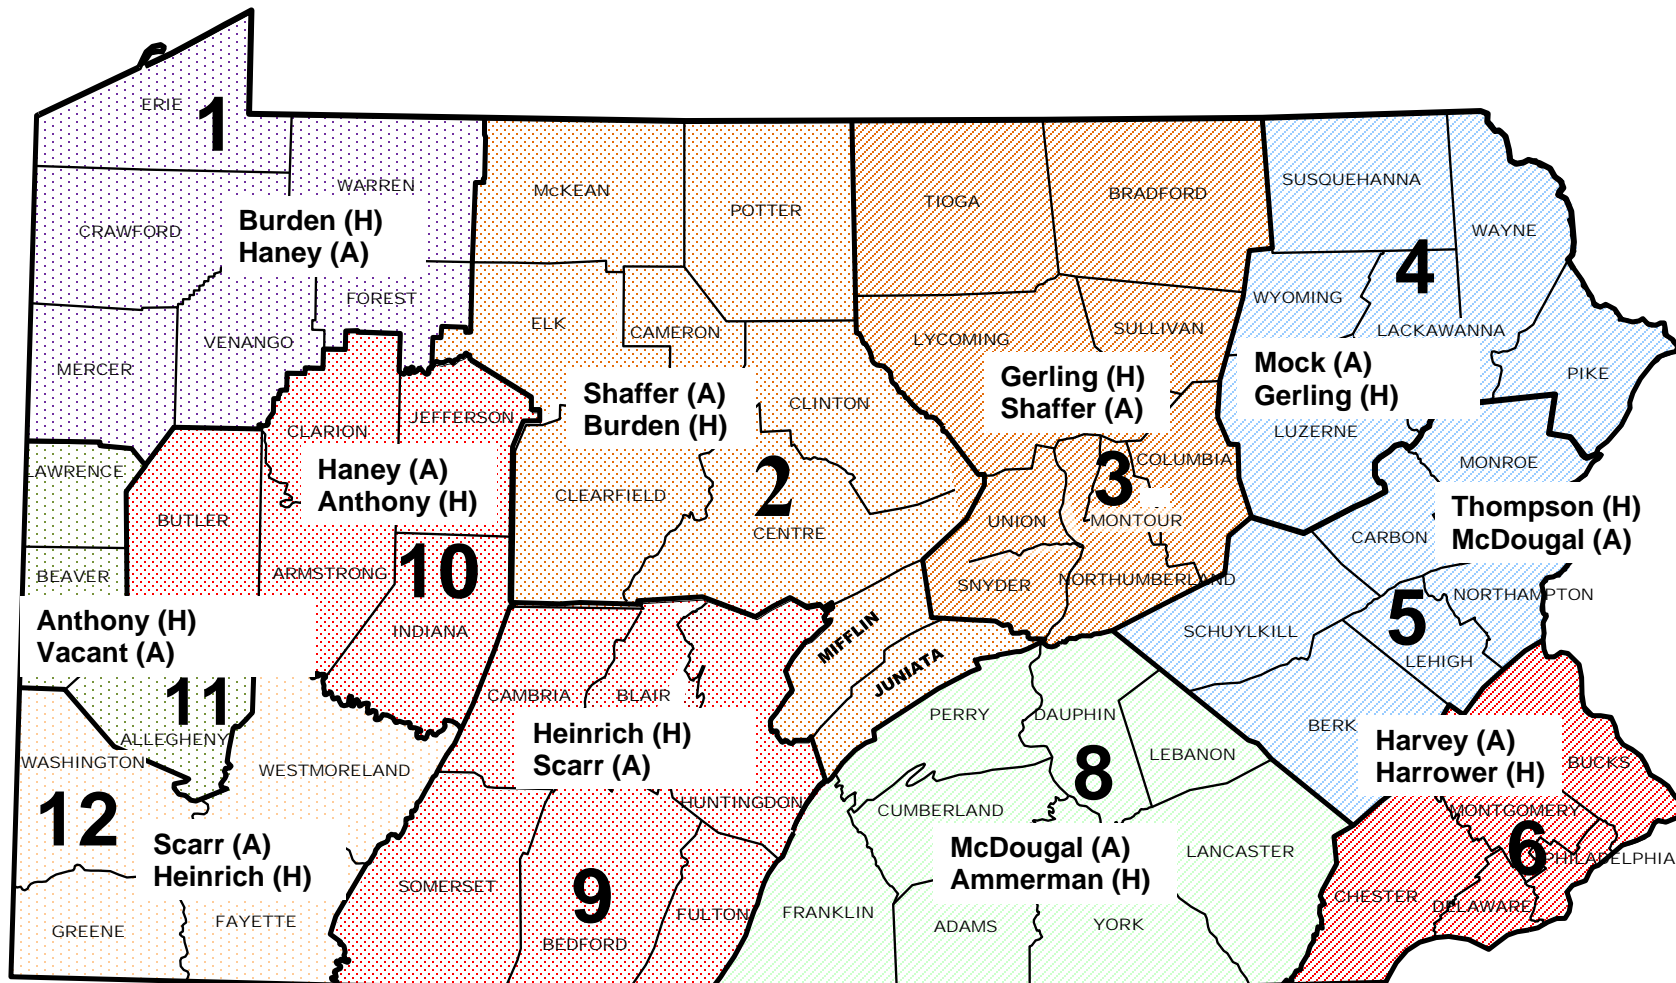 ERIE
1
WARREN
CRAWFORD
Burden (H)
Haney (A)
FOREST
VENANGO
MERCER
McKEAN
POTTER
ELK
CAMERON
Shaffer (A)
Burden (H)
CLINTON
CLEARFIELD
2
CENTRE
MIFFLIN
JUNIATA
TIOGA
BRADFORD
LYCOMING
SULLIVAN
Gerling (H)
Shaffer (A)
3
COLUMBIA
UNION
MONTOUR
SNYDER
NORTHUMBERLAND
SUSQUEHANNA
WAYNE
4
WYOMING
LACKAWANNA
Mock (A)
Gerling (H)
PIKE
LUZERNE
MONROE
Thompson (H)
McDougal (A)
CARBON
NORTHAMPTON
5
SCHUYLKILL
LEHIGH
BERK
Harvey (A)
Harrower (H)
BUCKS
MONTGOMERY
6
PHILADELPHIA
CHESTER
DELAWARE
CLARION
JEFFERSON
Haney (A)
Anthony (H)
BUTLER
ARMSTRONG
10
INDIANA
LAWRENCE
BEAVER
Anthony (H)
Vacant (A)
11
ALLEGHENY
WASHINGTON
WESTMORELAND
12
Scarr (A)
Heinrich (H)
GREENE
FAYETTE
CAMBRIA
BLAIR
Heinrich (H)
Scarr (A)
HUNTINGDON
SOMERSET
9
BEDFORD
FULTON
PERRY
DAUPHIN
LEBANON
8
CUMBERLAND
McDougal (A)
Ammerman (H)
LANCASTER
FRANKLIN
ADAMS
YORK